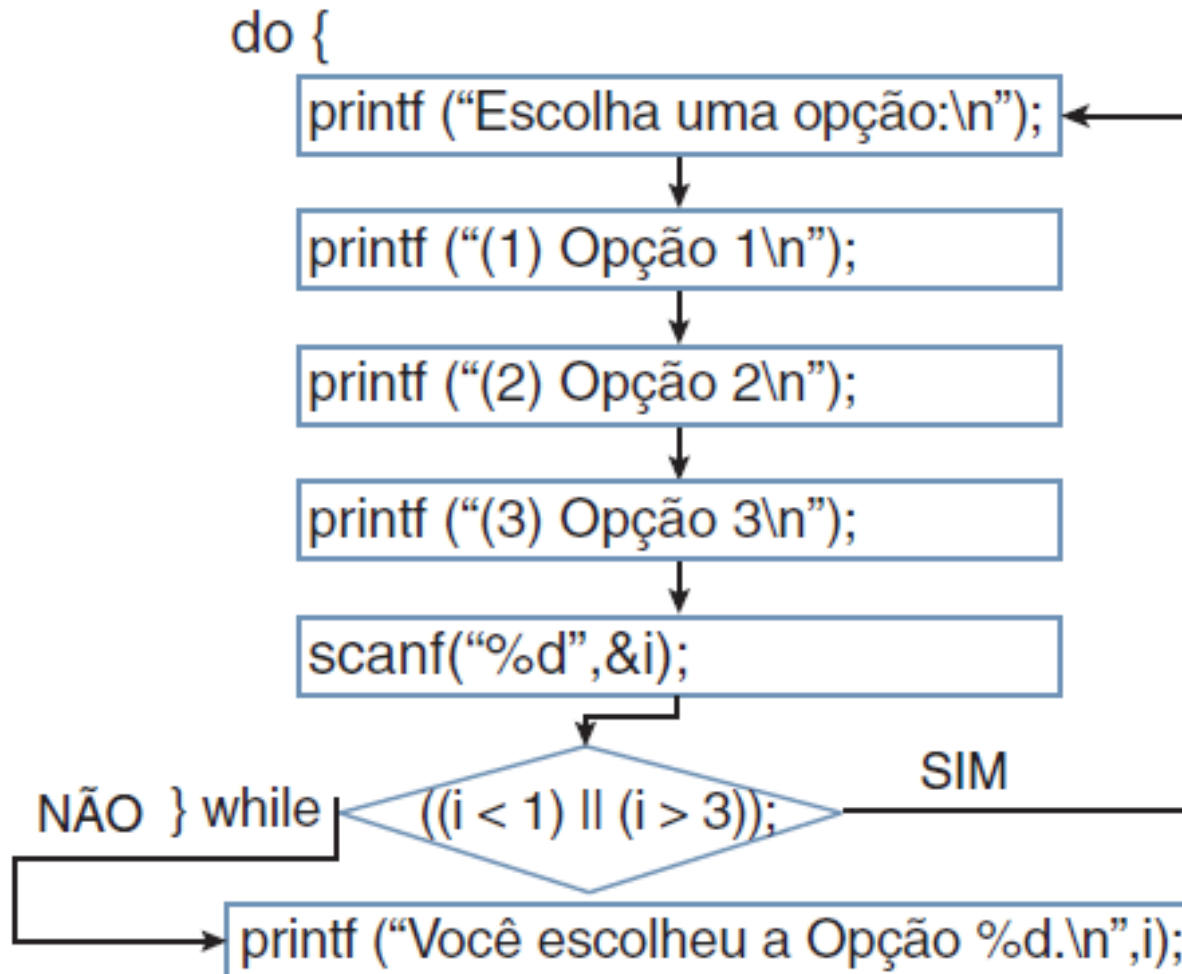 do {
printf (“Escolha uma opção:\n”);
printf (“(1) Opção 1\n”);
printf (“(2) Opção 2\n”);
printf (“(3) Opção 3\n”);
scanf(“%d”,&i);
SIM
NÃO } while ((i < 1) || (i > 3));
printf (“Você escolheu a Opção %d.\n”,i);